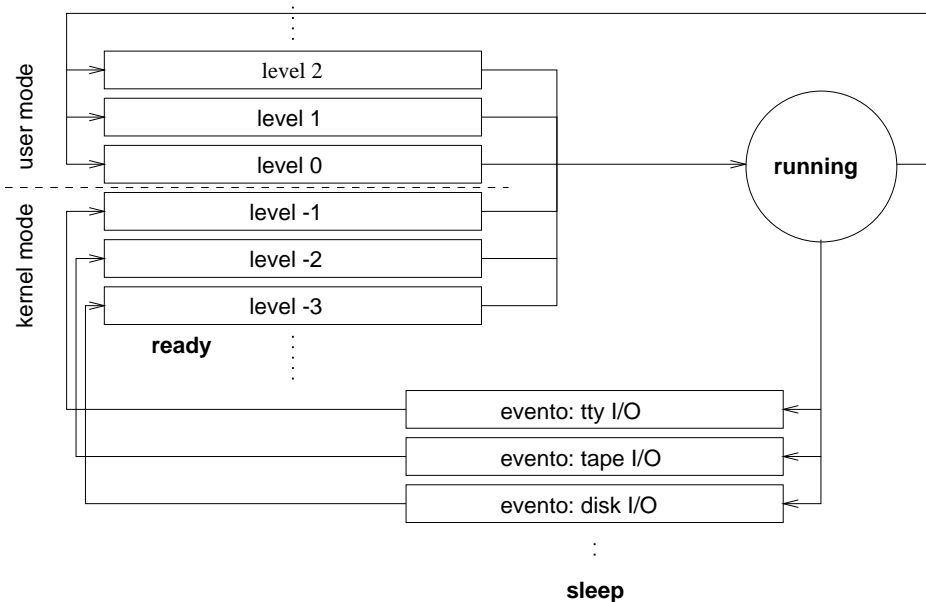 level 2
level 1
level 0
level -1
level -2
level -3
user mode
kernel mode
ready
running
evento: tty I/O
evento: tape I/O
evento: disk I/O
sleep